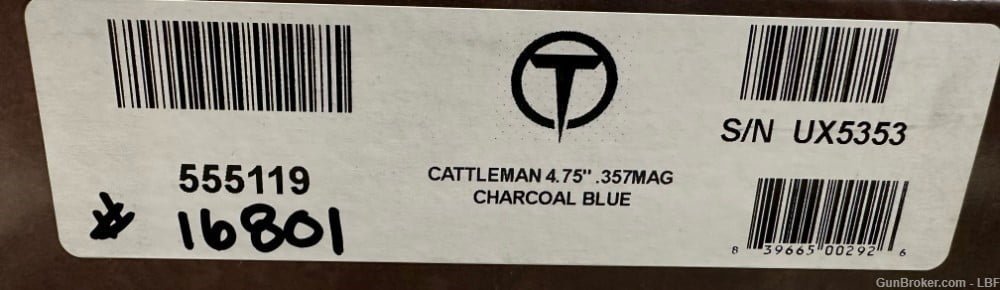 555119
# 16801
T
CATTLEMAN 4.75" .357MAG
CHARCOAL BLUE
S/N UX5353
8 39665 00292 6
GunBroker.com - LBF